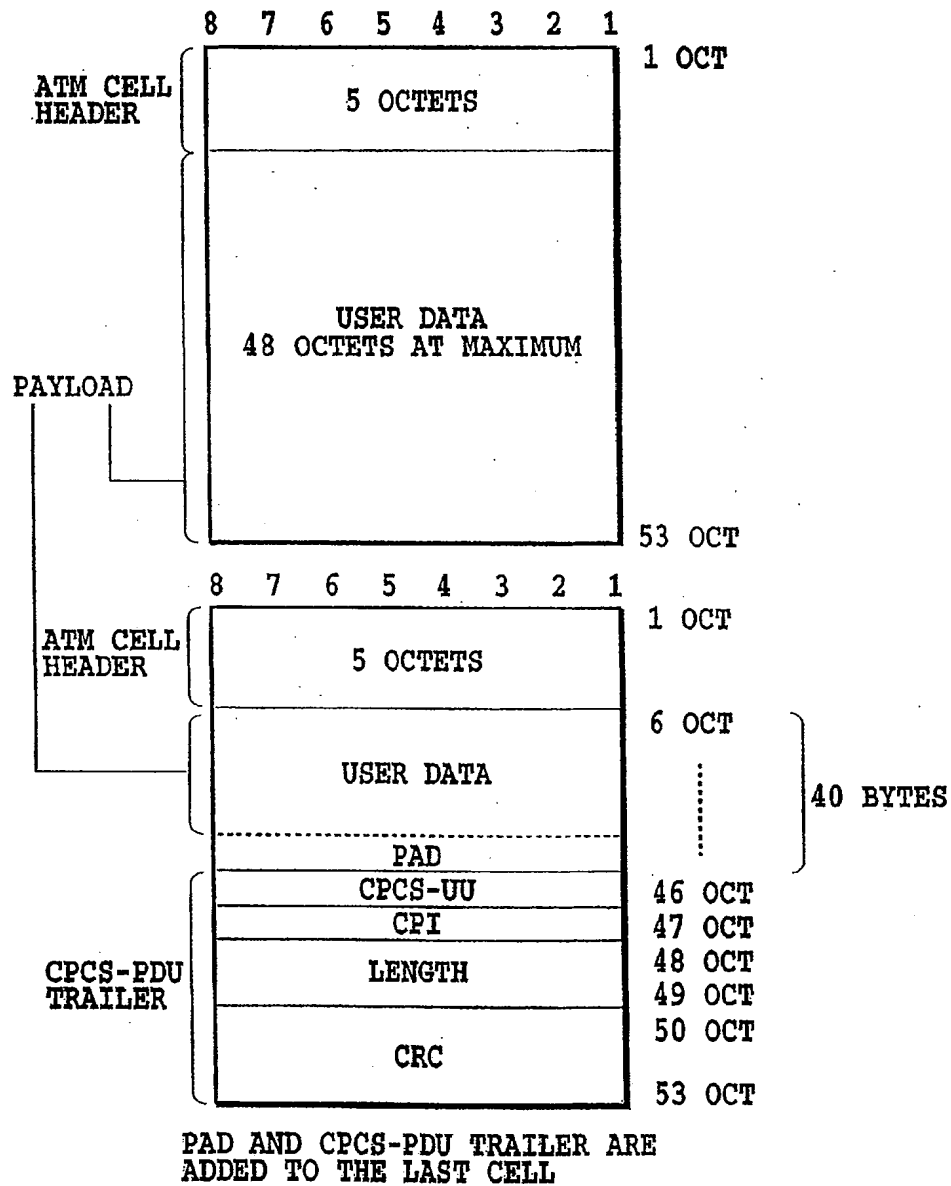 8 7 6 5 4 3 2 1
1 OCT
ATM CELL
HEADER
5 OCTETS
USER DATA
48 OCTETS AT MAXIMUM
PAYLOAD
53 OCT
8 7 6 5 4 3 2 1
1 OCT
ATM CELL
HEADER
5 OCTETS
6 OCT
USER DATA
40 BYTES
PAD
CPCS-UU
46 OCT
CPI
47 OCT
CPCS-PDU
TRAILER
LENGTH
48 OCT
49 OCT
50 OCT
CRC
53 OCT
PAD AND CPCS-PDU TRAILER ARE
ADDED TO THE LAST CELL